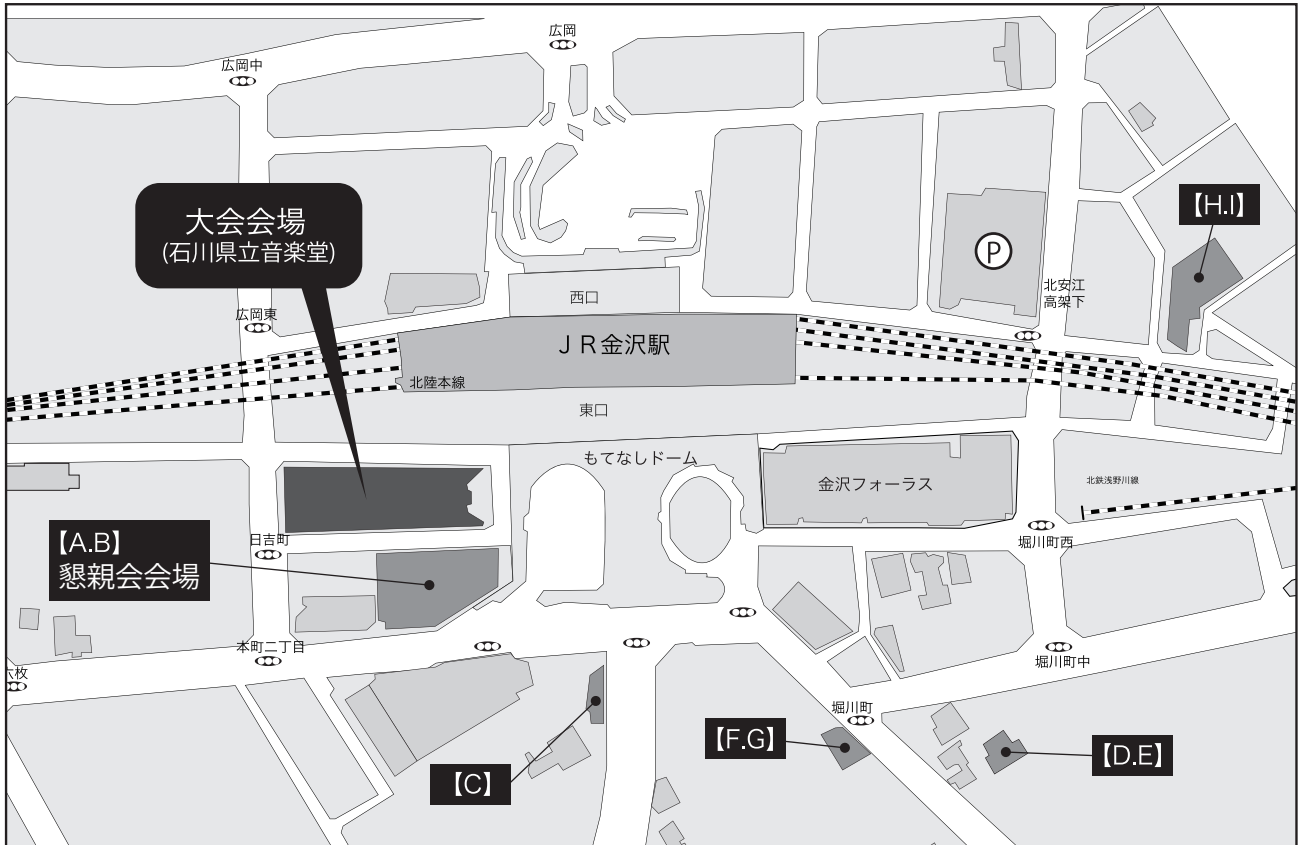 広岡
広岡中
【H.I】
大会会場
(石川県立音楽堂)
P
北安江
高架下
西口
広岡東
JR金沢駅
北陸本線
東口
もてなしドーム
金沢フォーラス
北鉄浅野川線
【A.B】
懇親会会場
日吉町
堀川町西
本町二丁目
堀川町中
六枚
堀川町
【F.G】
【D.E】
【C】